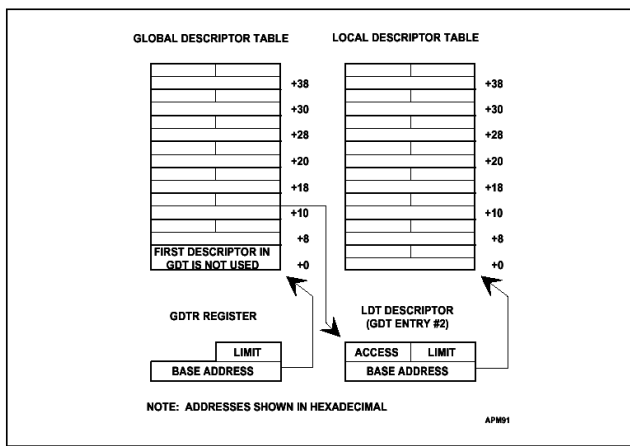 GLOBAL DESCRIPTOR TABLE
LOCAL DESCRIPTOR TABLE
+38
+30
+28
+20
+18
+10
+8
+0
FIRST DESCRIPTOR IN
GDT IS NOT USED
+38
+30
+28
+20
+18
+10
+8
+0
GDTR REGISTER
LIMIT
BASE ADDRESS
LDT DESCRIPTOR
(GDT ENTRY #2)
ACCESS LIMIT
BASE ADDRESS
NOTE: ADDRESSES SHOWN IN HEXADECIMAL
APM91